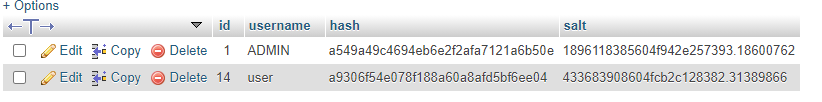 + Options
←T→ id username hash salt
Edit Copy Delete 1 ADMIN a549a49c4694eb6e2f2afa7121a6b50e 1896118385604f942e257393.18600762
Edit Copy Delete 14 user a9306f54e078f188a60a8afd5bf6ee04 433683908604fcb2c128382.31389866